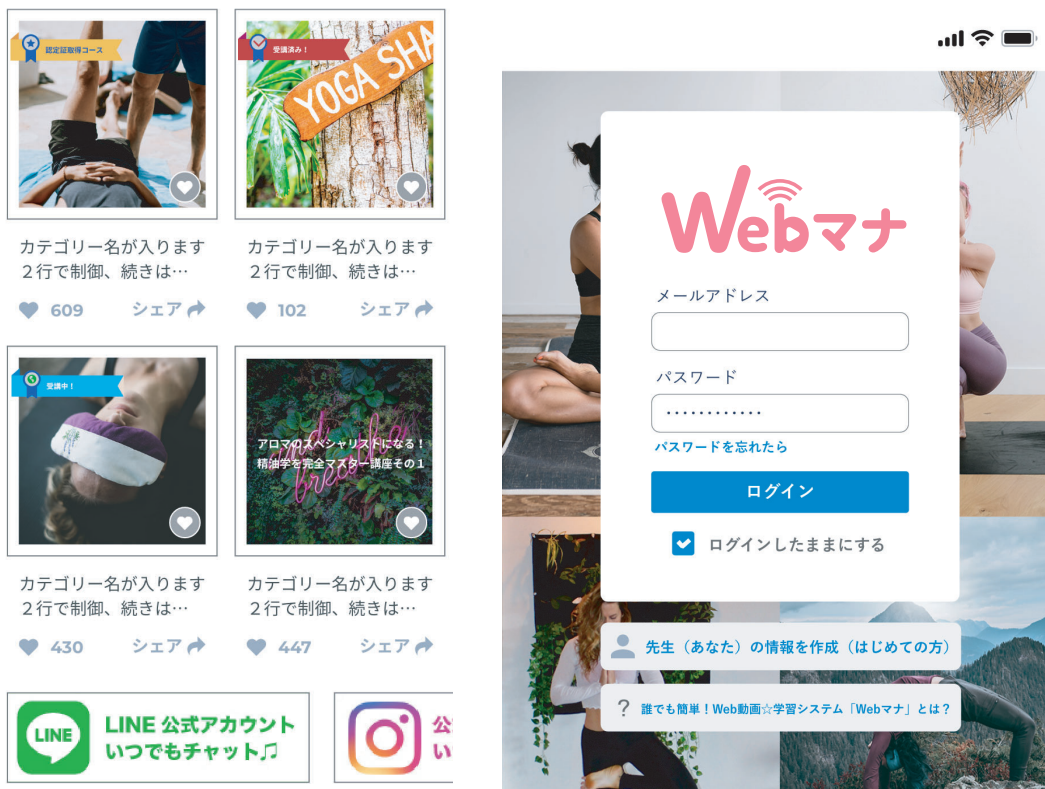 認定証取得コース
受講済み！
YOGA SHA
カテゴリー名が入ります
２行で制御、続きは…
609 シェア
カテゴリー名が入ります
２行で制御、続きは…
102 シェア
受講中！
and
breathe
アロマのスペシャリストになる！
精油学を完全マスター講座その１
カテゴリー名が入ります
２行で制御、続きは…
430 シェア
カテゴリー名が入ります
２行で制御、続きは…
447 シェア
LINE
LINE 公式アカウント
いつでもチャット♫
公
い
Webマナ
メールアドレス
パスワード
パスワードを忘れたら
ログイン
ログインしたままにする
先生（あなた）の情報を作成（はじめての方）
? 誰でも簡単！Web動画☆学習システム「Webマナ」とは？